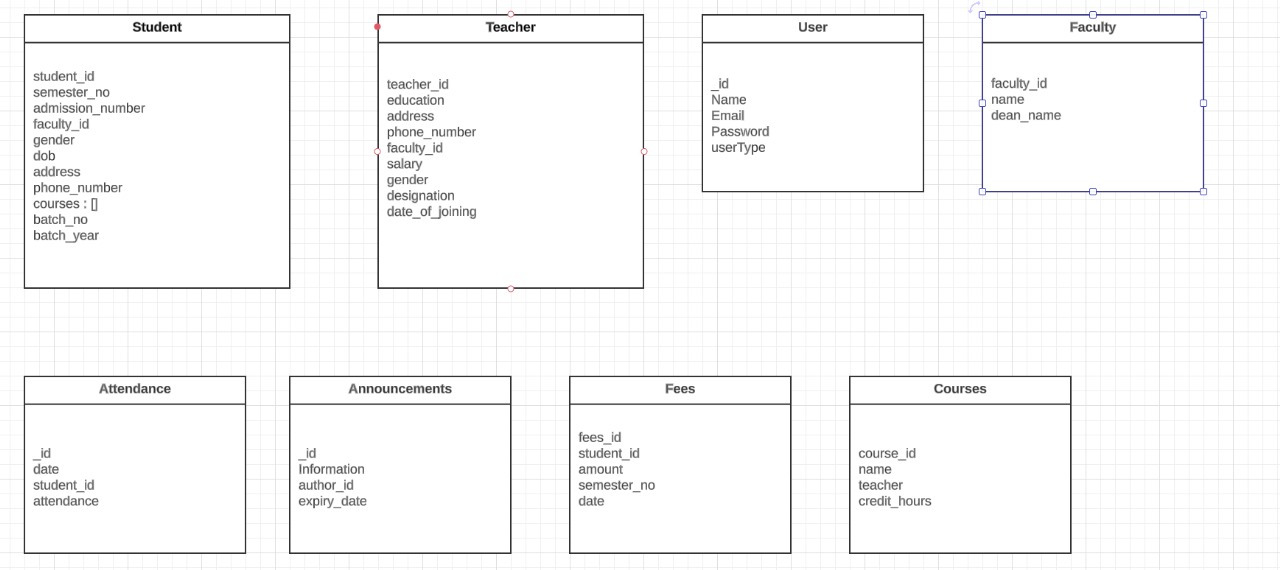 Student
student_id
semester_no
admission_number
faculty_id
gender
dob
address
phone_number
courses : []
batch_no
batch_year
Teacher
teacher_id
education
address
phone_number
faculty_id
salary
gender
designation
date_of_joining
User
_id
Name
Email
Password
userType
Faculty
faculty_id
name
dean_name
Attendance
_id
date
student_id
attendance
Announcements
_id
Information
author_id
expiry_date
Fees
fees_id
student_id
amount
semester_no
date
Courses
course_id
name
teacher
credit_hours